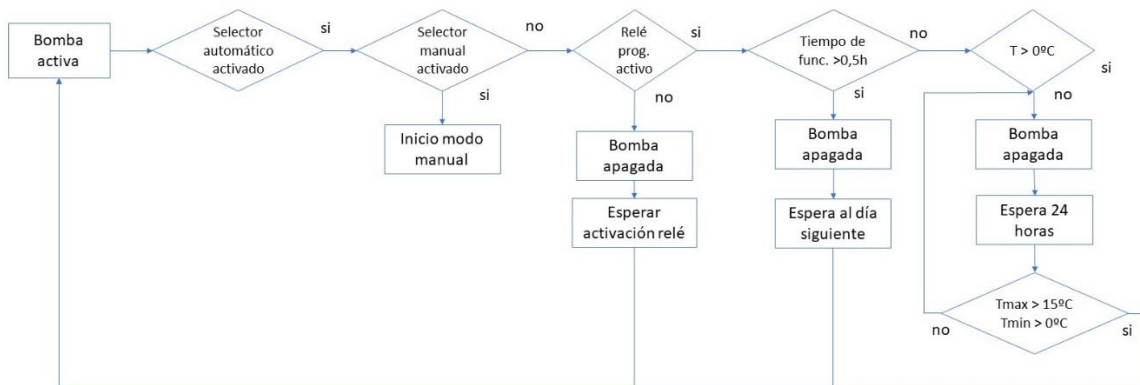 Bomba
activa
Selector
automático
activado
si
Selector
manual
activado
no
si
Inicio modo
manual
Relé
prog.
activo
si
no
Bomba
apagada
Esperar
activación relé
Tiempo de
func. >0,5h
no
si
Bomba
apagada
Espera al día
siguiente
T > 0ºC
si
no
Bomba
apagada
Espera 24
horas
Tmax > 15ºC
Tmin > 0ºC
no
si